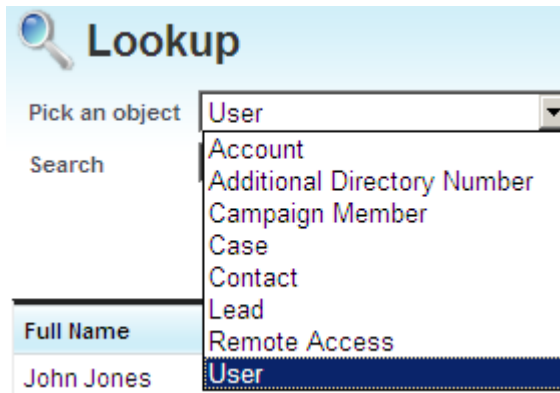 Lookup
Pick an object User
Search
Account
Additional Directory Number
Campaign Member
Case
Contact
Lead
Remote Access
User
Full Name
John Jones